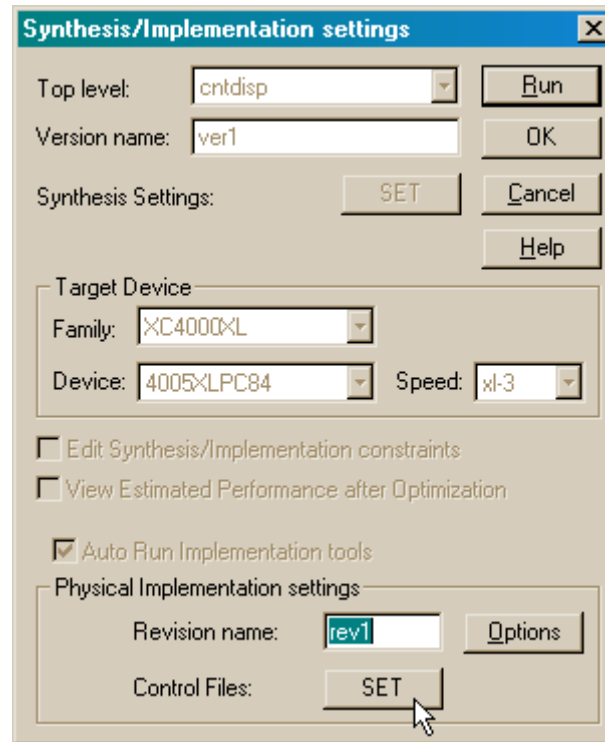 Synthesis/Implementation settings
Top level: cntdisp Run
Version name: ver1 OK
Synthesis Settings: SET Cancel
Help
Target Device
Family: XC4000XL
Device: 4005XLPC84 Speed: xl-3
Edit Synthesis/Implementation constraints
View Estimated Performance after Optimization
Auto Run Implementation tools
Physical Implementation settings
Revision name: rev1 Options
Control Files: SET